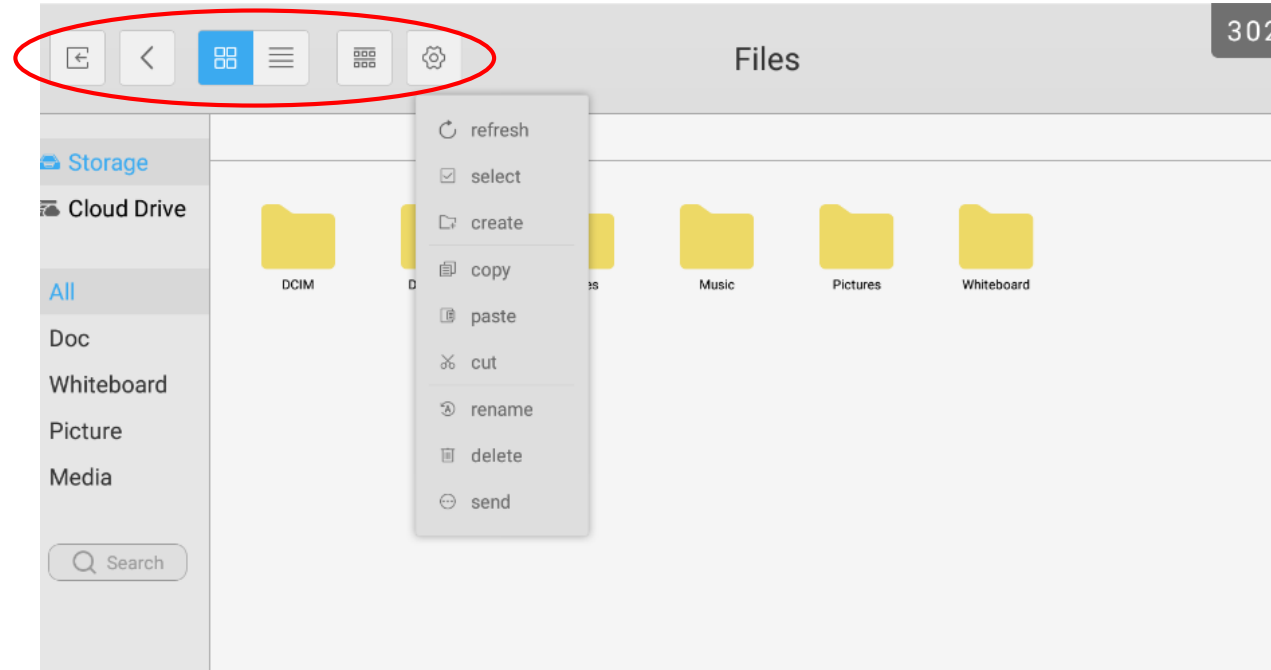 Files
302
refresh
select
create
copy
paste
cut
rename
delete
send
Storage
Cloud Drive
All
Doc
Whiteboard
Picture
Media
Search
DCIM
Music
Pictures
Whiteboard